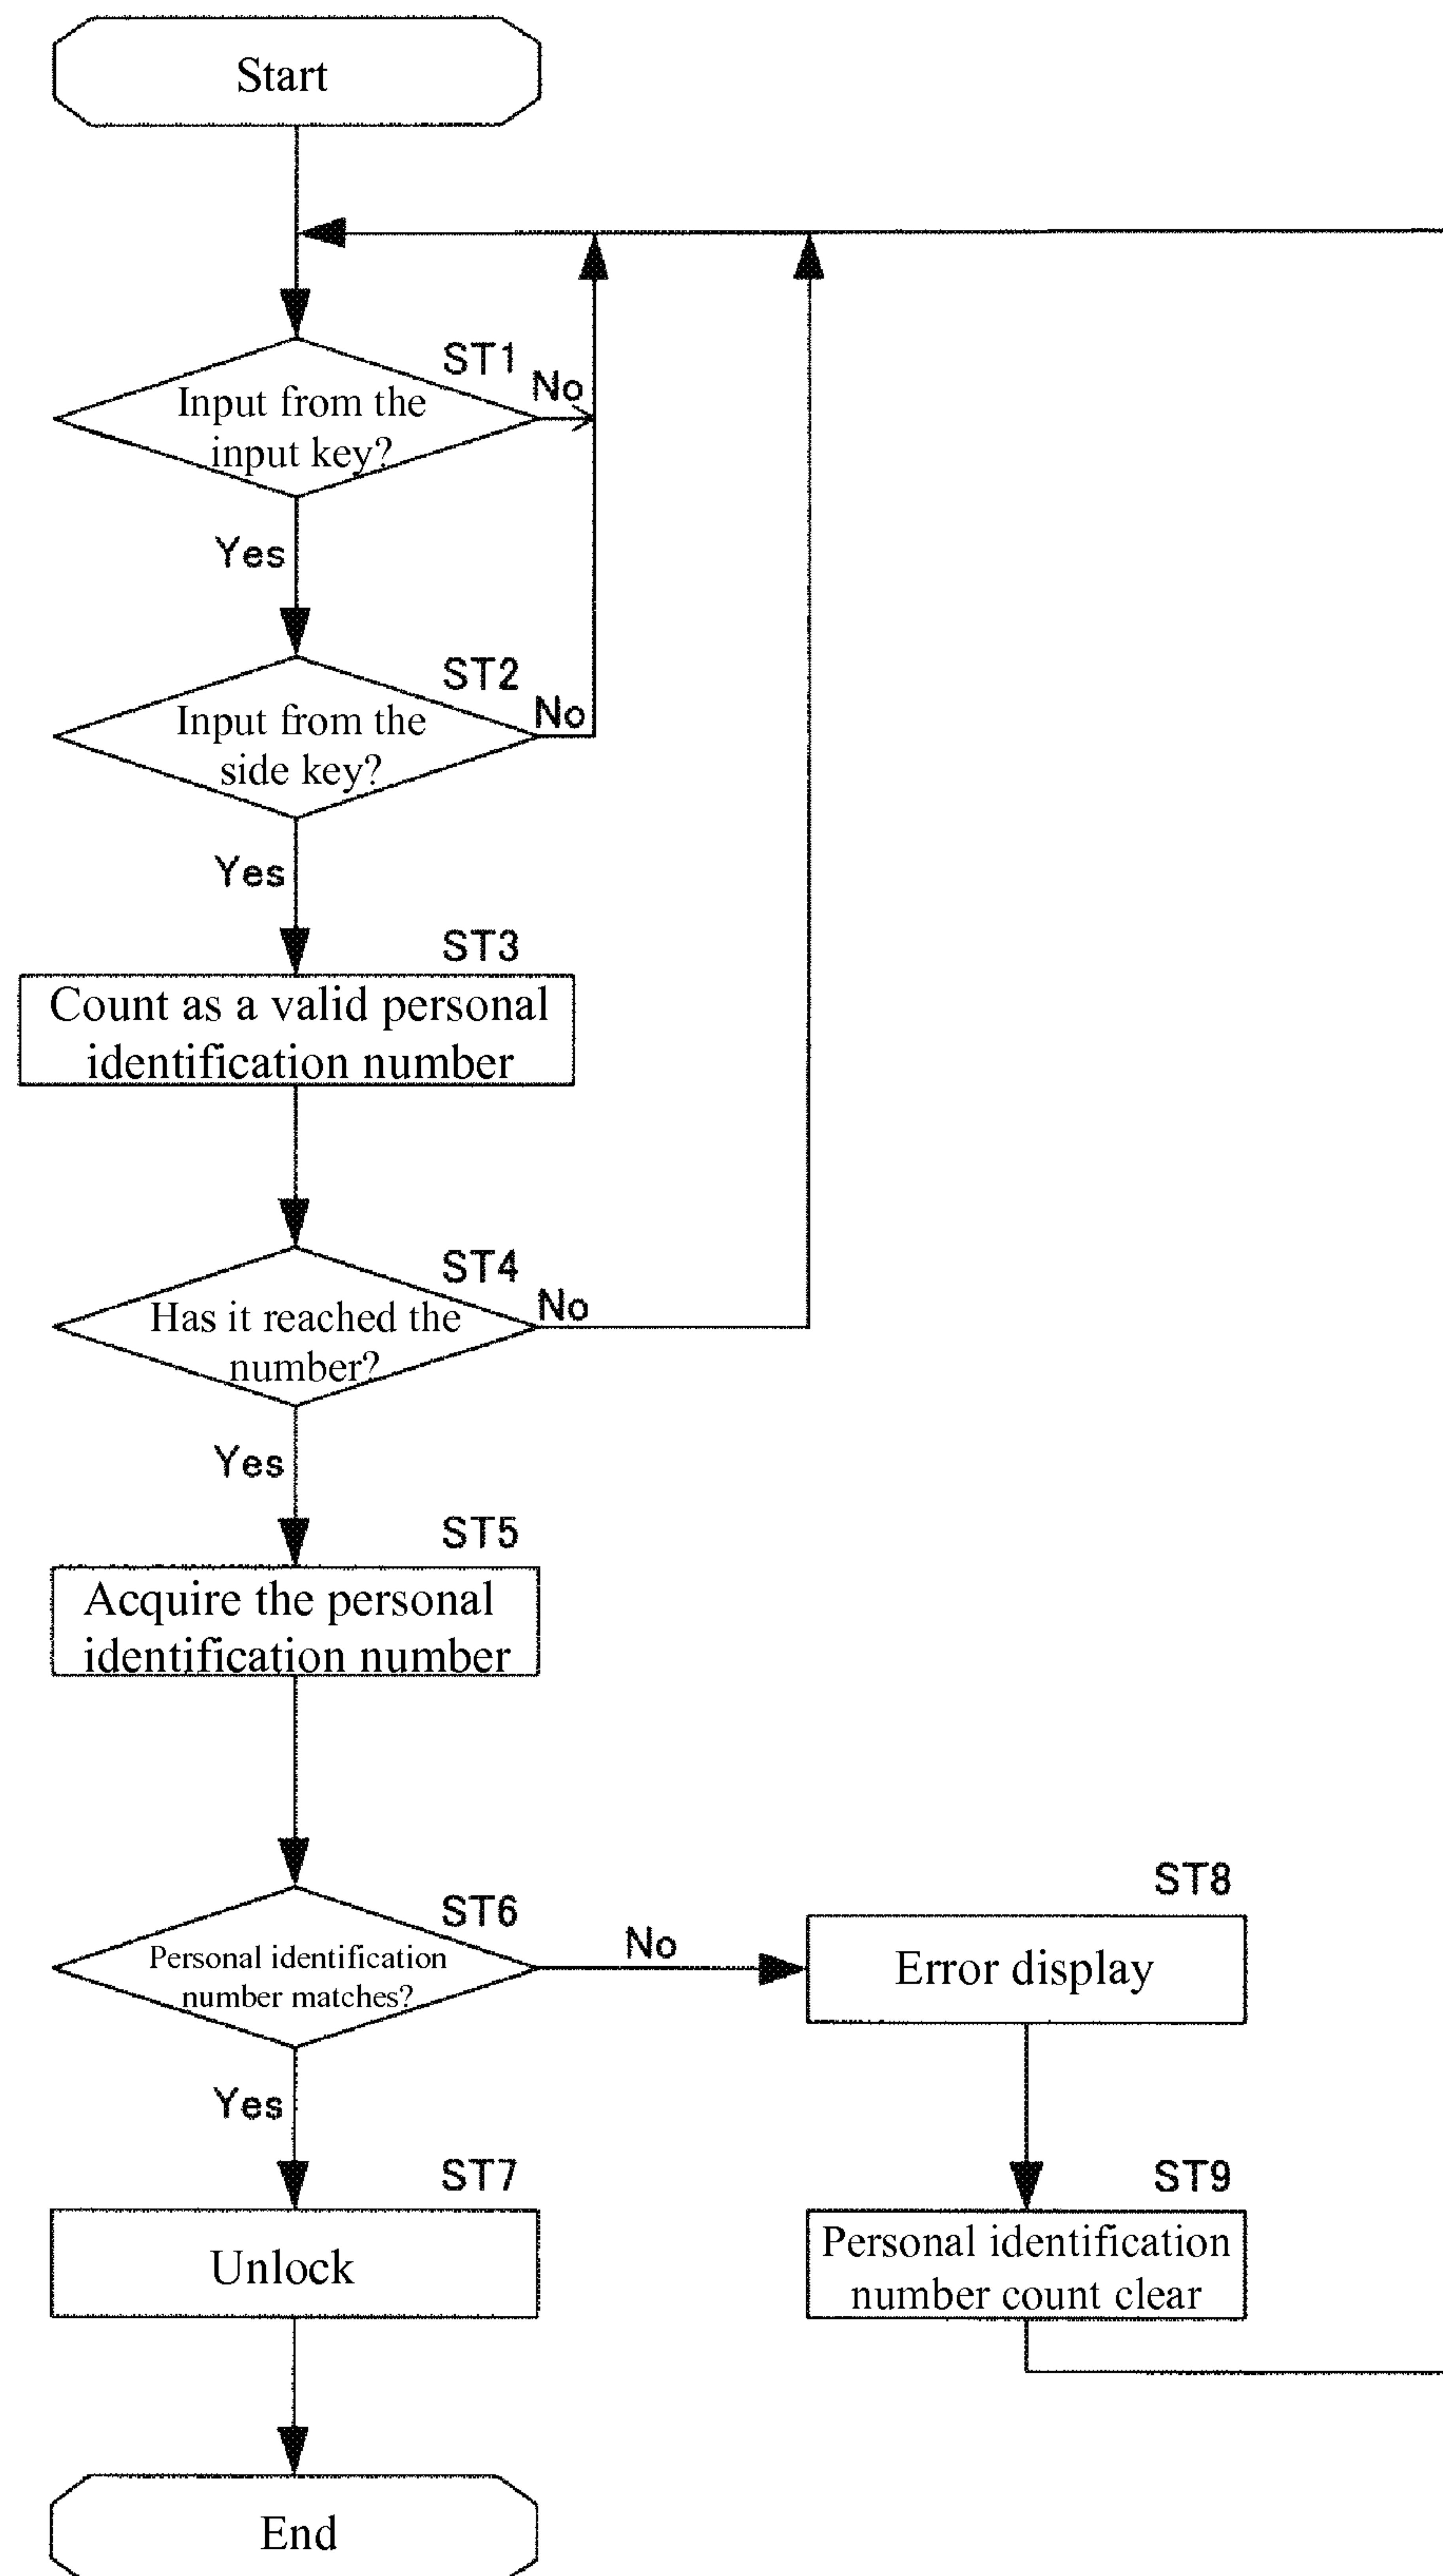 Start
ST1
No
Input from the
input key?
Yes
ST2
No
Input from the
side key?
Yes
ST3
Count as a valid personal
identification number
ST4
No
Has it reached the
number?
Yes
ST5
Acquire the personal
identification number
ST6
No
Personal identification
number matches?
ST8
Error display
Yes
ST7
Unlock
ST9
Personal identification
number count clear
End